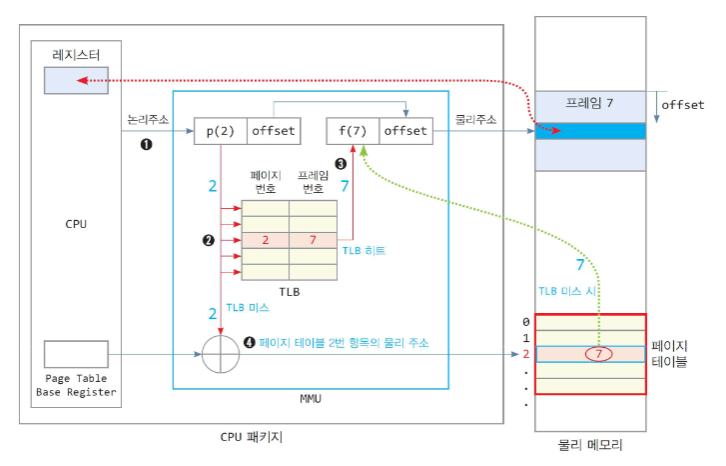 레지스터
논리주소
❶
CPU
Page Table
Base Register
p(2) offset
f(7) offset
❸
2
페이지 번호
프레임 번호
7
❷
2 7
TLB 히트
TLB
2
TLB 미스
❹ 페이지 테이블 2번 항목의 물리 주소
MMU
CPU 패키지
물리주소
프레임 7
offset
7
TLB 미스 시
0
1
2 7
.
.
.
페이지
테이블
물리 메모리